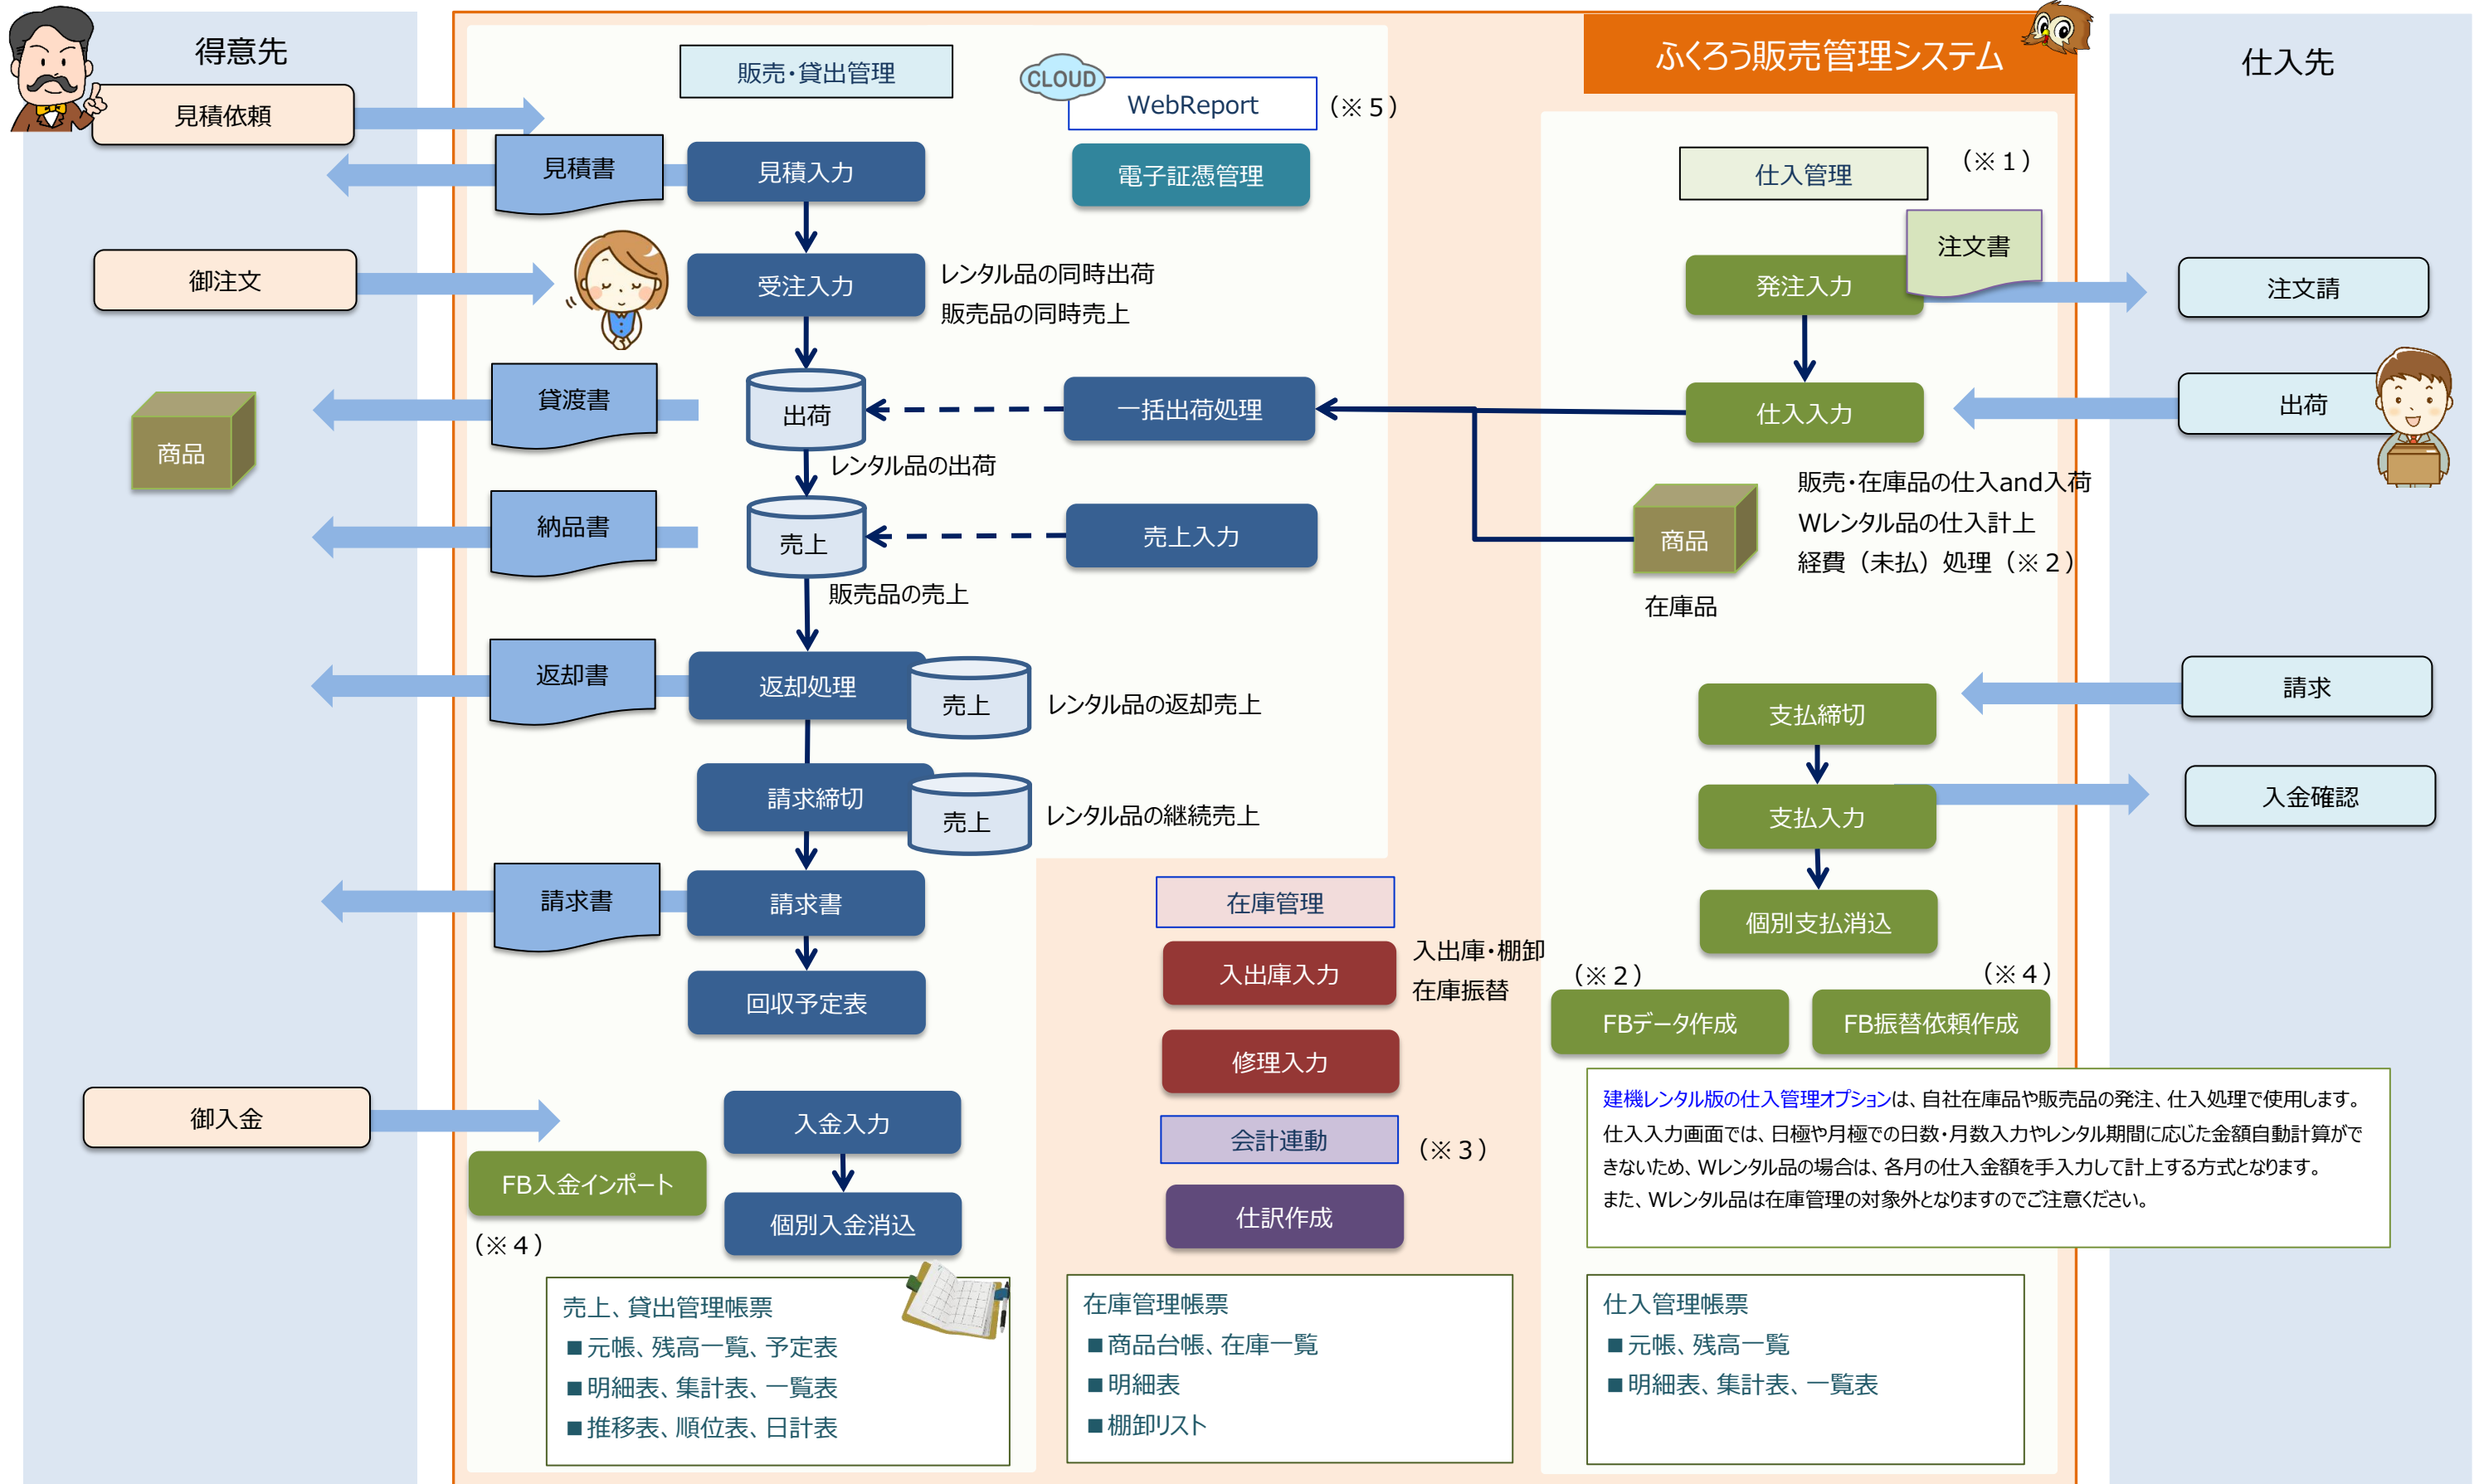 得意先
見積依頼
御注文
商品
御入金
販売・貸出管理
CLOUD
WebReport
（※５）
電子証憑管理
見積書
見積入力
受注入力
レンタル品の同時出荷
販売品の同時売上
貸渡書
出荷
一括出荷処理
レンタル品の出荷
納品書
売上
売上入力
販売品の売上
返却書
返却処理
売上
レンタル品の返却売上
請求締切
売上
レンタル品の継続売上
請求書
請求書
回収予定表
入金入力
FB入金インポート
（※４）
個別入金消込
売上、貸出管理帳票
■元帳、残高一覧、予定表
■明細表、集計表、一覧表
■推移表、順位表、日計表
在庫管理
入出庫入力
入出庫・棚卸
在庫振替
修理入力
会計連動
（※３）
仕訳作成
在庫管理帳票
■商品台帳、在庫一覧
■明細表
■棚卸リスト
ふくろう販売管理システム
仕入管理
（※１）
注文書
発注入力
仕入入力
商品
在庫品
販売・在庫品の仕入and入荷
Wレンタル品の仕入計上
経費（未払）処理（※２）
支払締切
支払入力
個別支払消込
（※２）
（※４）
FBデータ作成
FB振替依頼作成
建機レンタル版の仕入管理オプションは、自社在庫品や販売品の発注、仕入処理で使用します。
仕入入力画面では、日極や月極での日数・月数入力やレンタル期間に応じた金額自動計算がで
きないため、Wレンタル品の場合は、各月の仕入金額を手入力して計上する方式となります。
また、Wレンタル品は在庫管理の対象外となりますのでご注意ください。
仕入管理帳票
■元帳、残高一覧
■明細表、集計表、一覧表
仕入先
注文請
出荷
請求
入金確認